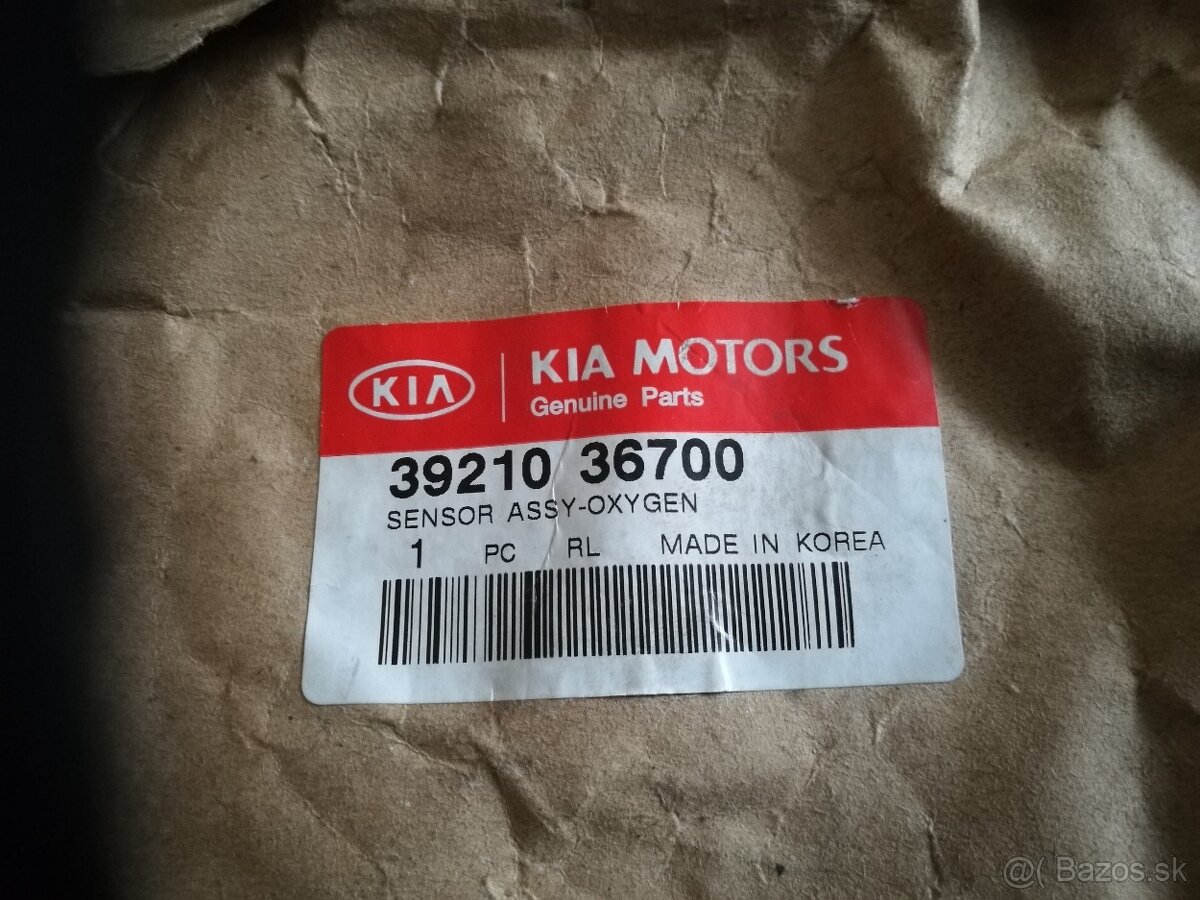 KIA
KIA MOTORS
Genuine Parts
39210 36700
SENSOR ASSY-OXYGEN
1 PC RL MADE IN KOREA
@( Bazos.sk